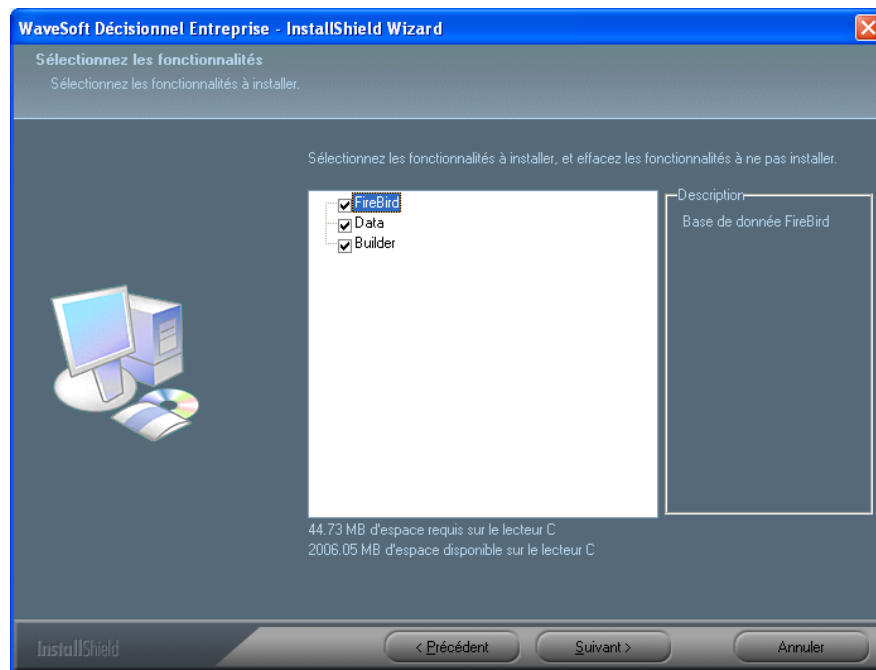 WaveSoft Décisionnel Entreprise - InstallShield Wizard
Sélectionnez les fonctionnalités
Sélectionnez les fonctionnalités à installer.
Sélectionnez les fonctionnalités à installer, et effacez les fonctionnalités à ne pas installer.
FireBird
Data
Builder
Description
Base de donnée FireBird
44.73 MB d'espace requis sur le lecteur C
2006.05 MB d'espace disponible sur le lecteur C
InstallShield
< Précédent
Suivant >
Annuler